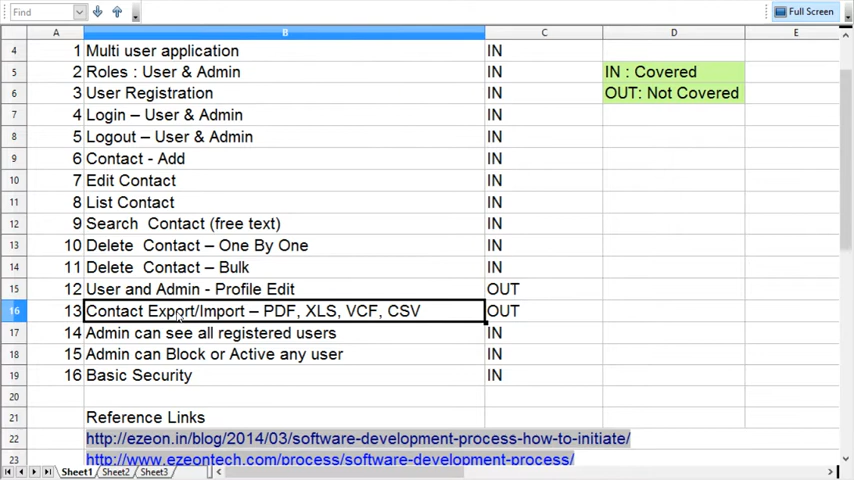 Find
Full Screen
A B C D E
4 1 Multi user application IN
5 2 Roles : User & Admin IN IN : Covered
6 3 User Registration IN OUT: Not Covered
7 4 Login – User & Admin IN
8 5 Logout – User & Admin IN
9 6 Contact - Add IN
10 7 Edit Contact IN
11 8 List Contact IN
12 9 Search  Contact (free text) IN
13 10 Delete  Contact – One By One IN
14 11 Delete  Contact – Bulk IN
15 12 User and Admin - Profile Edit OUT
16 13 Contact Export/Import – PDF, XLS, VCF, CSV OUT
17 14 Admin can see all registered users IN
18 15 Admin can Block or Active any user IN
19 16 Basic Security IN
20
21 Reference Links
22 http://ezeon.in/blog/2014/03/software-development-process-how-to-initiate/
23 http://www.ezeontech.com/process/software-development-process/
Sheet1 Sheet2 Sheet3